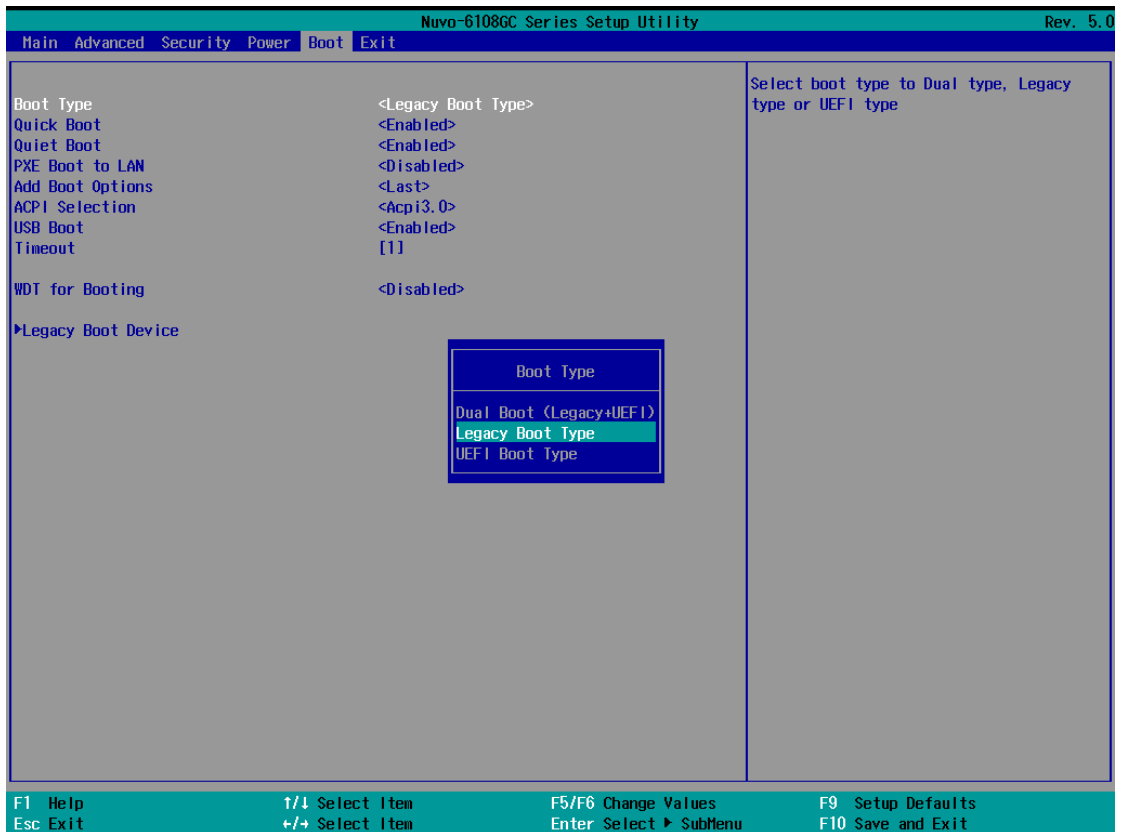 Nuvo-6108GC Series Setup Utility Rev. 5.0
Main Advanced Security Power Boot Exit
Boot Type <Legacy Boot Type>
Quick Boot <Enabled>
Quiet Boot <Enabled>
PXE Boot to LAN <Disabled>
Add Boot Options <Last>
ACPI Selection <Acpi3.0>
USB Boot <Enabled>
Timeout [1]
WDT for Booting <Disabled>
▶Legacy Boot Device
Select boot type to Dual type, Legacy
type or UEFI type
Boot Type
Dual Boot (Legacy+UEFI)
Legacy Boot Type
UEFI Boot Type
F1 Help ↑/↓ Select Item F5/F6 Change Values F9 Setup Defaults
Esc Exit ←/→ Select Item Enter Select ▶ SubMenu F10 Save and Exit